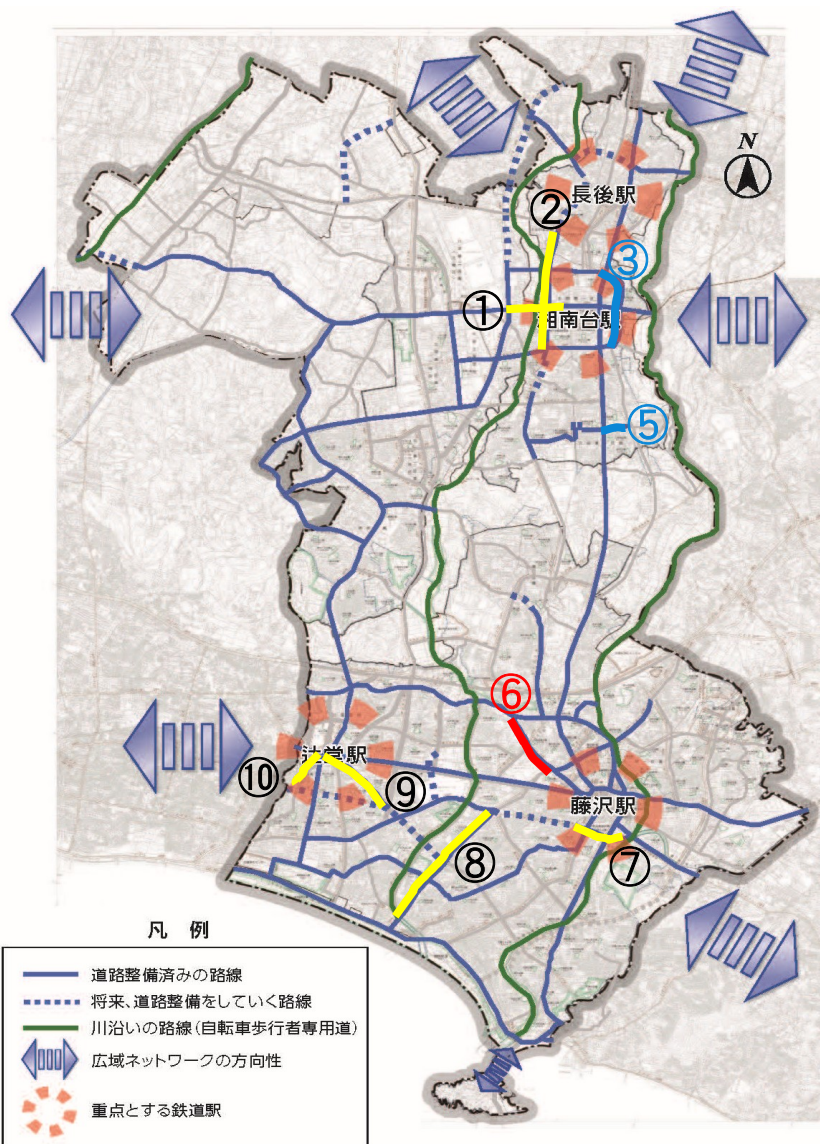 N
長後駅
②
③
①
湘南台駅
⑤
⑥
辻堂駅
⑩
⑨
藤沢駅
⑧
⑦
凡 例
道路整備済みの路線
将来、道路整備をしていく路線
川沿いの路線(自転車歩行者専用道)
広域ネットワークの方向性
重点とする鉄道駅